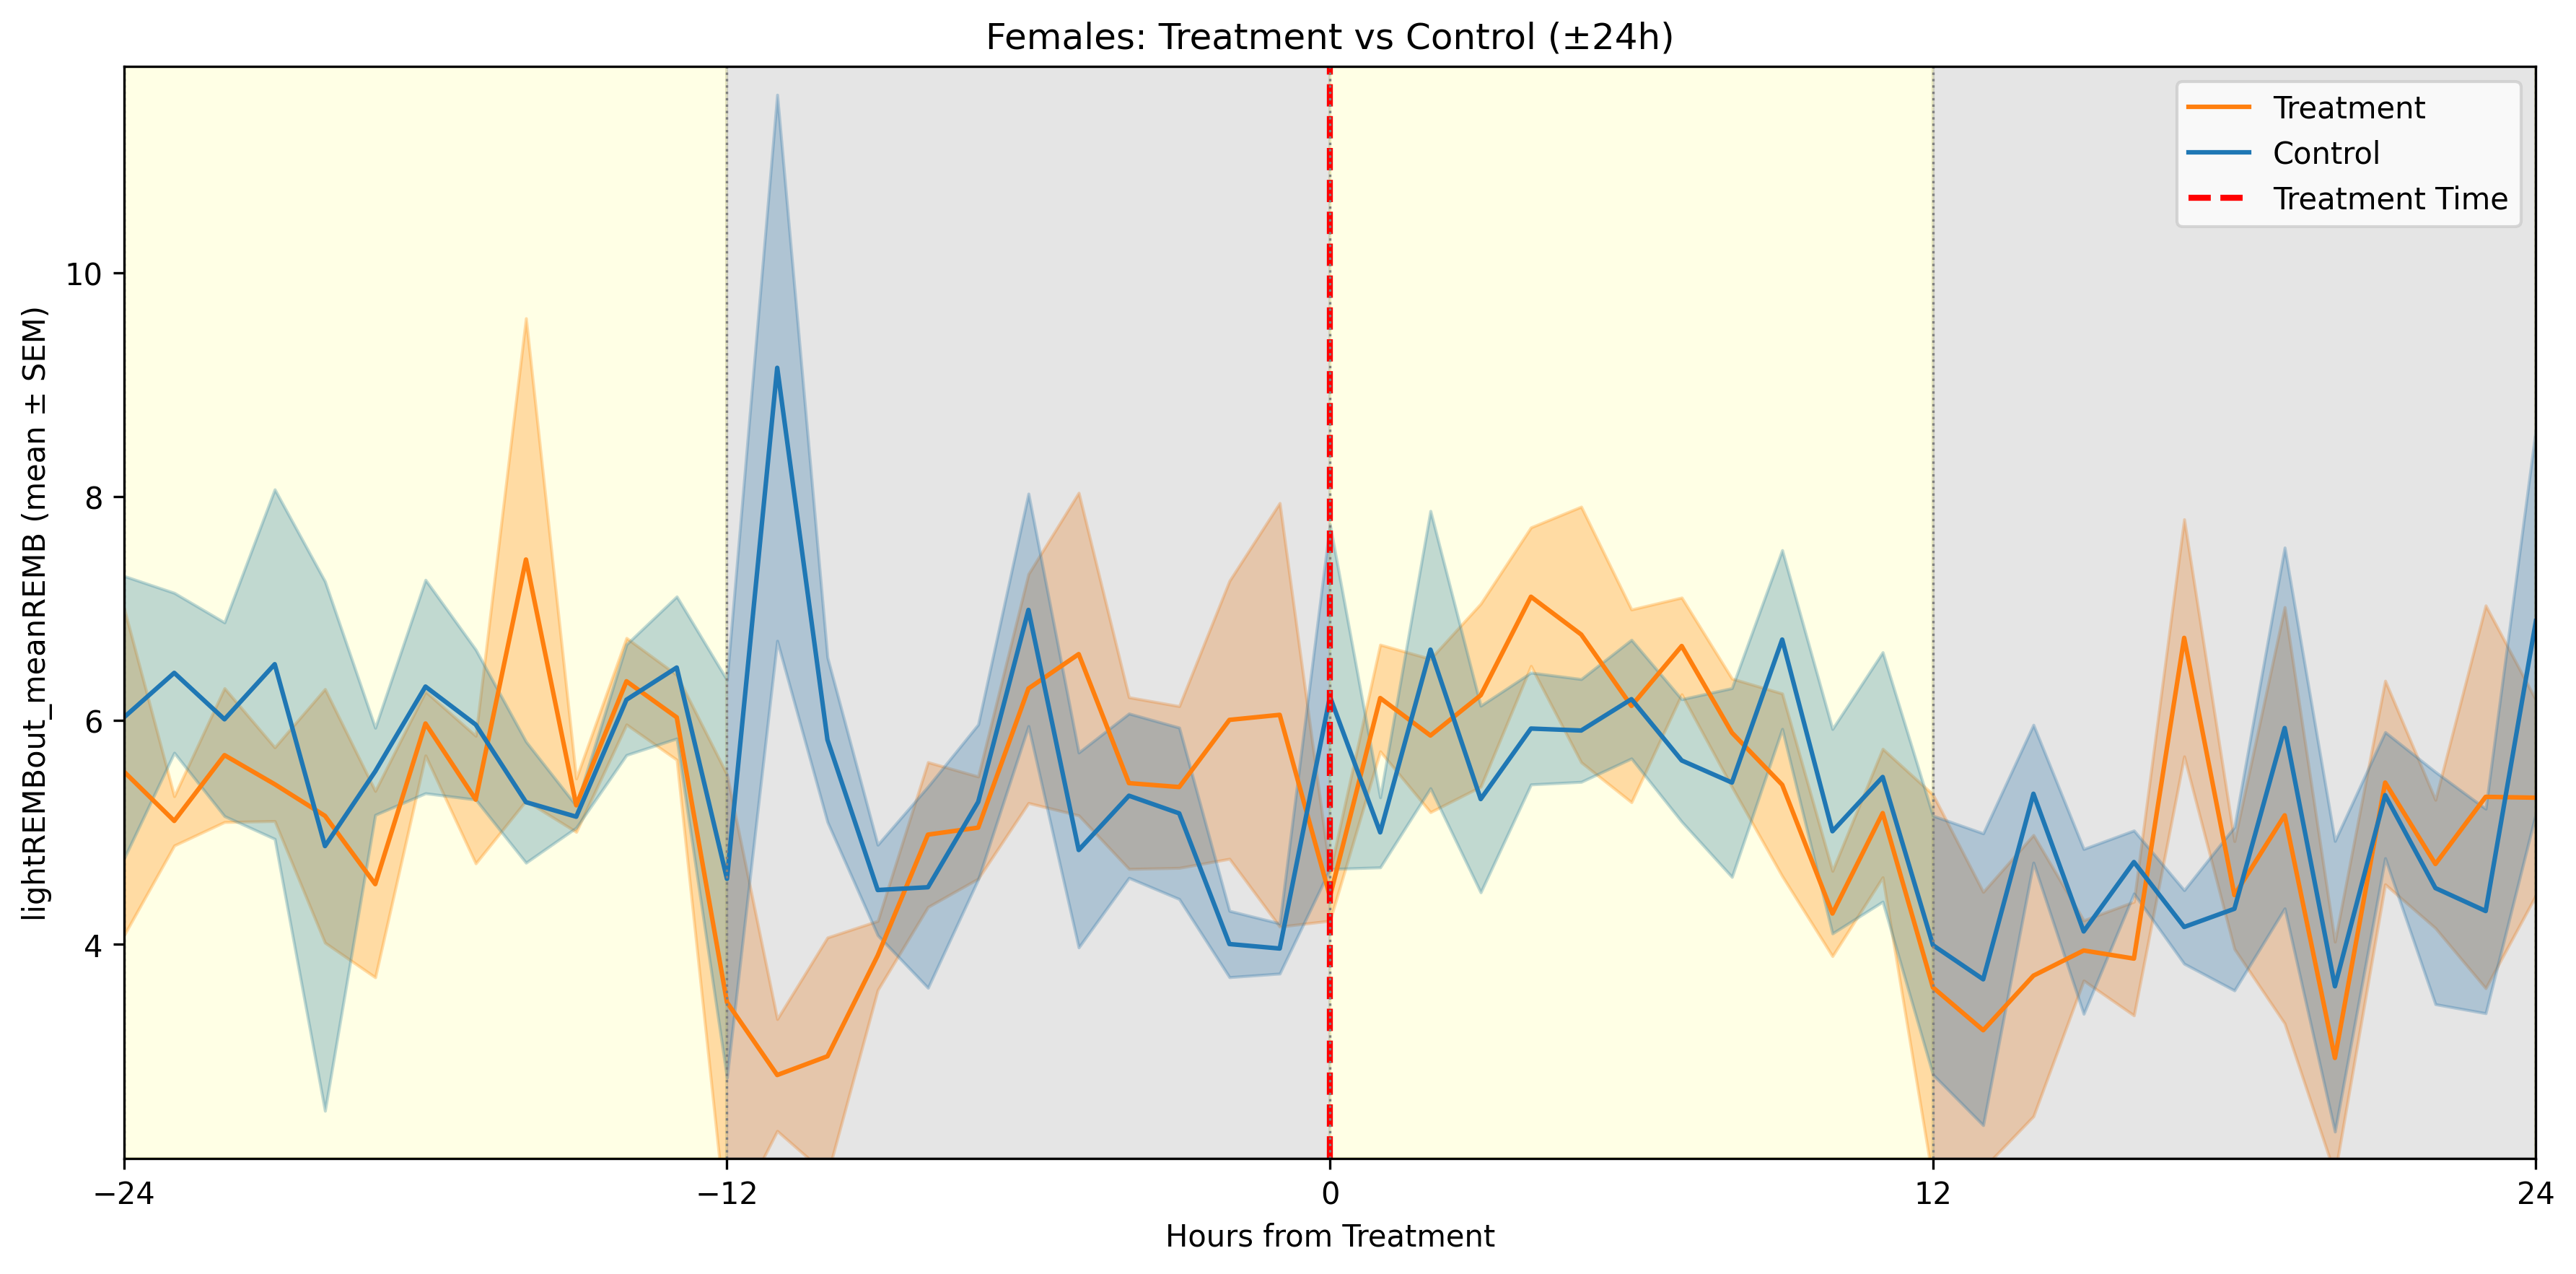 Females: Treatment vs Control (±24h)
Treatment
Control
Treatment Time
lightREMBout_meanREMB (mean ± SEM)
10
8
6
4
−24
−12
0
12
24
Hours from Treatment